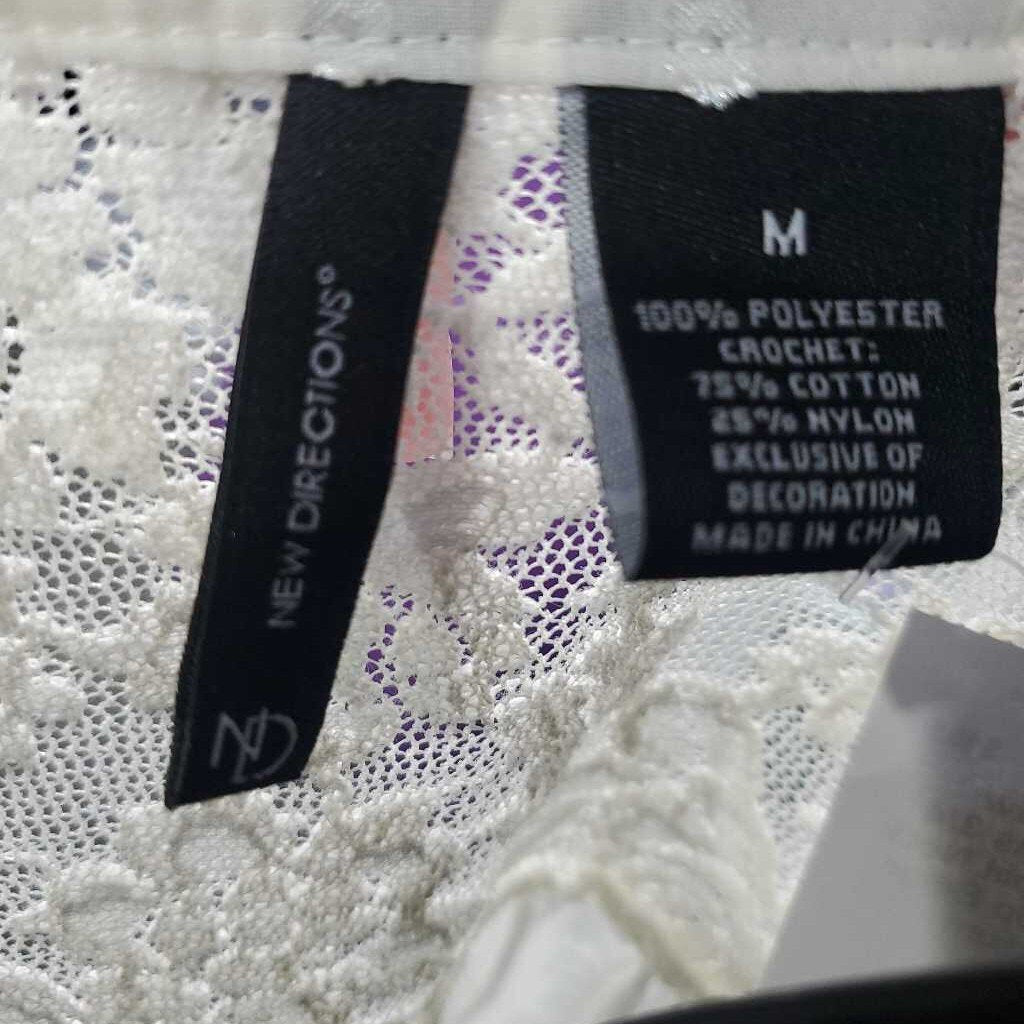 NEW DIRECTIONS®
ND
M
100% POLYESTER
CROCHET:
75% COTTON
25% NYLON
EXCLUSIVE OF
DECORATION
MADE IN CHINA